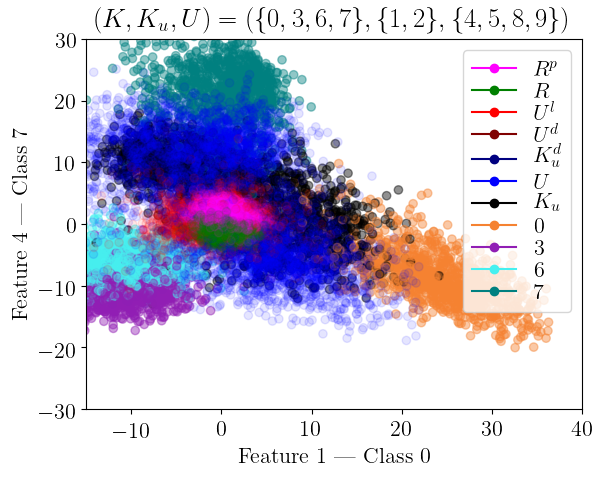 (K, K_u, U) = ({0, 3, 6, 7}, {1, 2}, {4, 5, 8, 9})
30
20
10
0
−10
−20
−30
Feature 4 — Class 7
R^p
R
U^l
U^d
K_u^d
U
K_u
0
3
6
7
−10 0 10 20 30 40
Feature 1 — Class 0